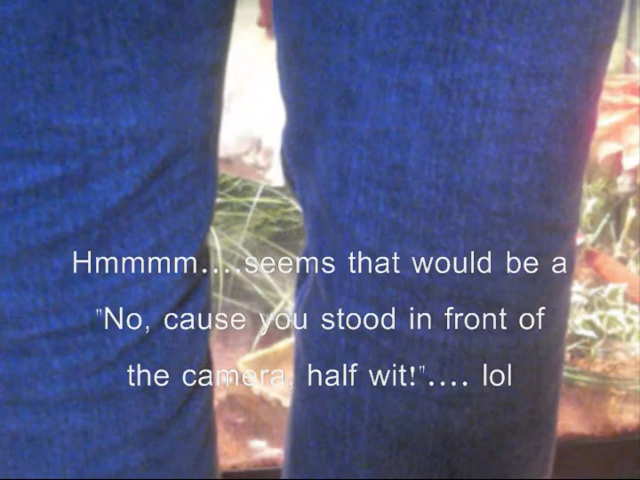 Hmmmm....seems that would be a
"No, cause you stood in front of
the camera, half wit!".... lol